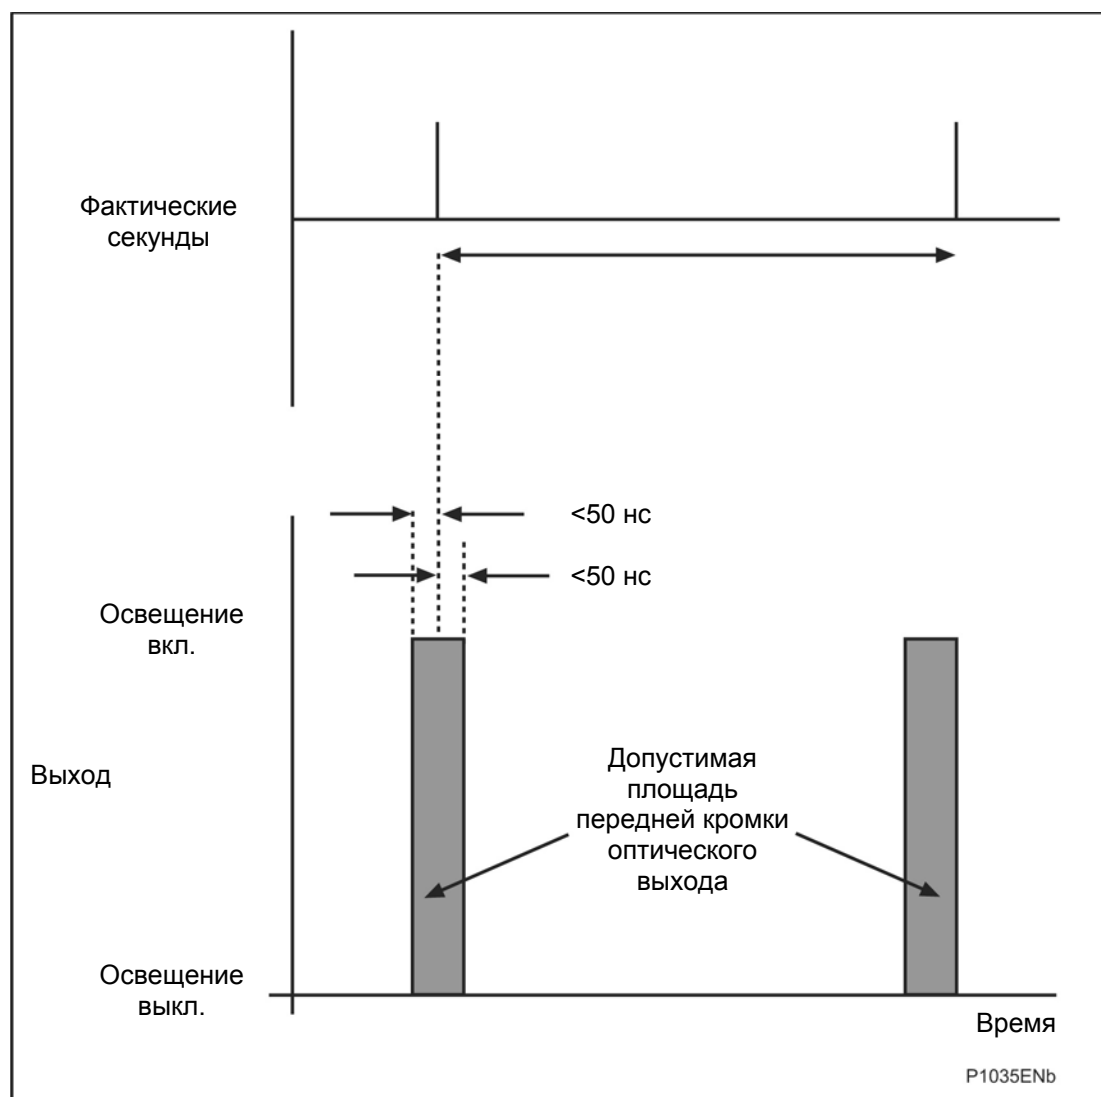 Фактические
секунды
<50 нс
<50 нс
Освещение
вкл.
Выход
Допустимая
площадь
передней кромки
оптического
выхода
Освещение
выкл.
Время
P1035ENb